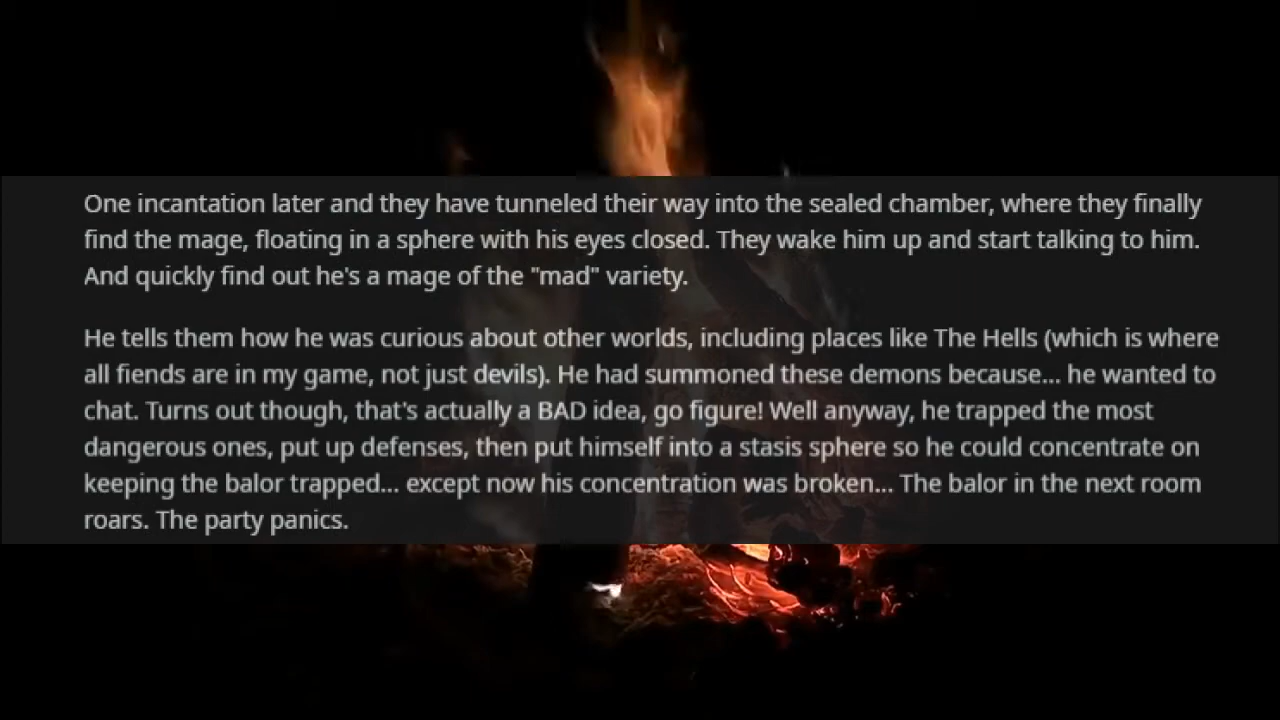 One incantation later and they have tunneled their way into the sealed chamber, where they finally
find the mage, floating in a sphere with his eyes closed. They wake him up and start talking to him.
And quickly find out he's a mage of the "mad" variety.
He tells them how he was curious about other worlds, including places like The Hells (which is where
all fiends are in my game, not just devils). He had summoned these demons because... he wanted to
chat. Turns out though, that's actually a BAD idea, go figure! Well anyway, he trapped the most
dangerous ones, put up defenses, then put himself into a stasis sphere so he could concentrate on
keeping the balor trapped... except now his concentration was broken... The balor in the next room
roars. The party panics.